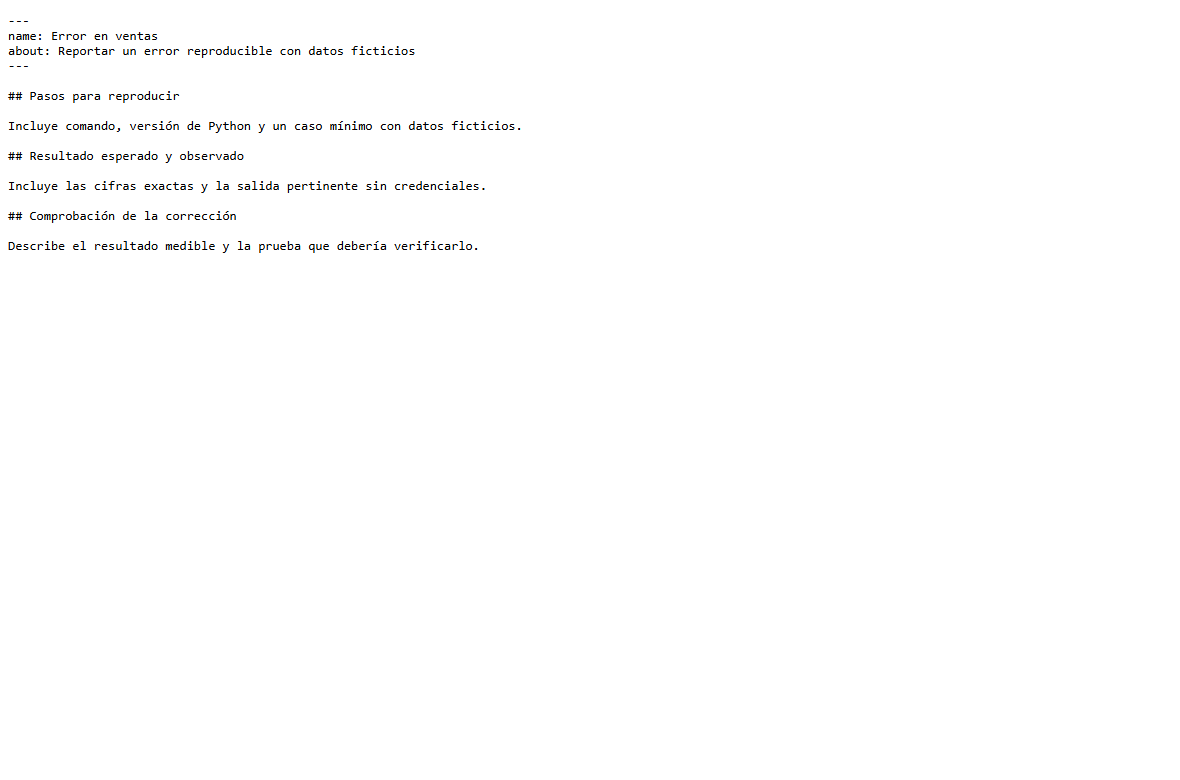 ---
name: Error en ventas
about: Reportar un error reproducible con datos ficticios
---
## Pasos para reproducir
Incluye comando, versión de Python y un caso mínimo con datos ficticios.
## Resultado esperado y observado
Incluye las cifras exactas y la salida pertinente sin credenciales.
## Comprobación de la corrección
Describe el resultado medible y la prueba que debería verificarlo.